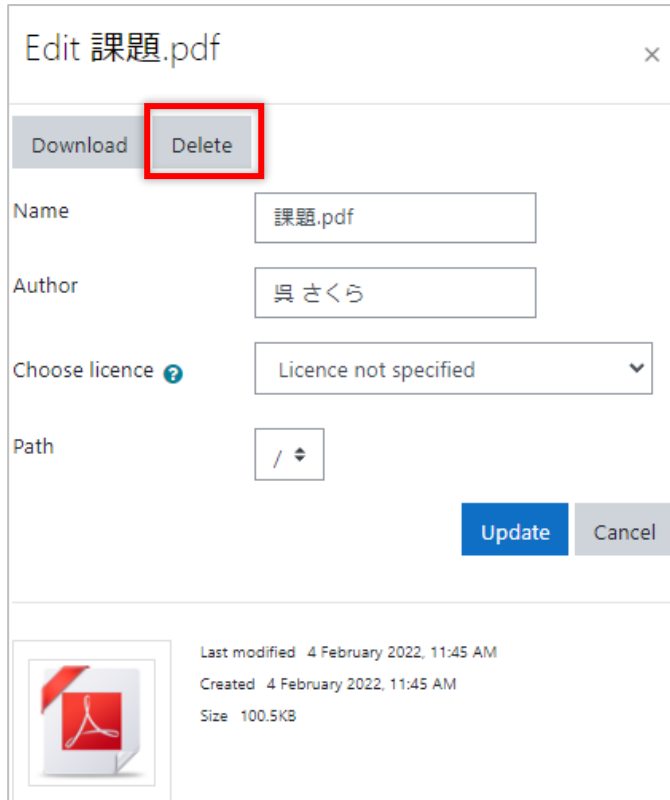 Edit 課題.pdf
×
Download Delete
Name 課題.pdf
Author 呉 さくら
Choose licence ? Licence not specified
Path /
Update Cancel
Last modified 4 February 2022, 11:45 AM
Created 4 February 2022, 11:45 AM
Size 100.5KB